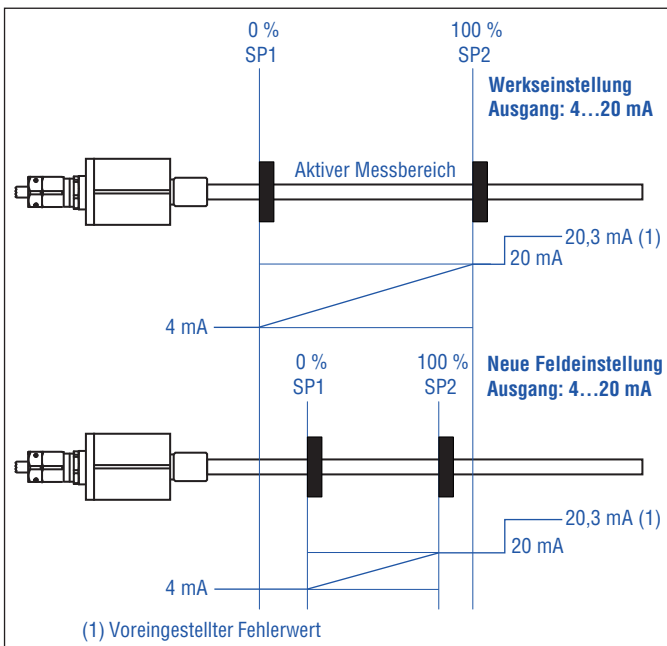 0 %
SP1
100 %
SP2
Werkseinstellung
Ausgang: 4…20 mA
Aktiver Messbereich
20,3 mA (1)
20 mA
4 mA
0 %
SP1
100 %
SP2
Neue Feldeinstellung
Ausgang: 4…20 mA
20,3 mA (1)
20 mA
4 mA
(1) Voreingestellter Fehlerwert